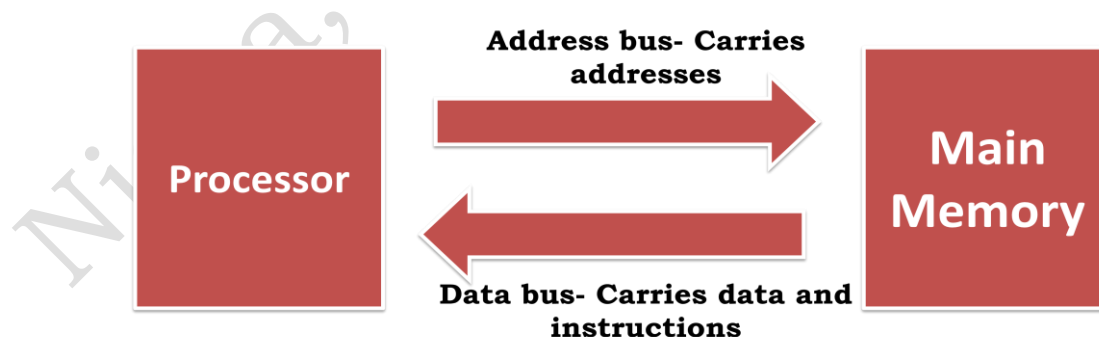 Address bus- Carries
addresses
Processor
Main
Memory
Data bus- Carries data and
instructions